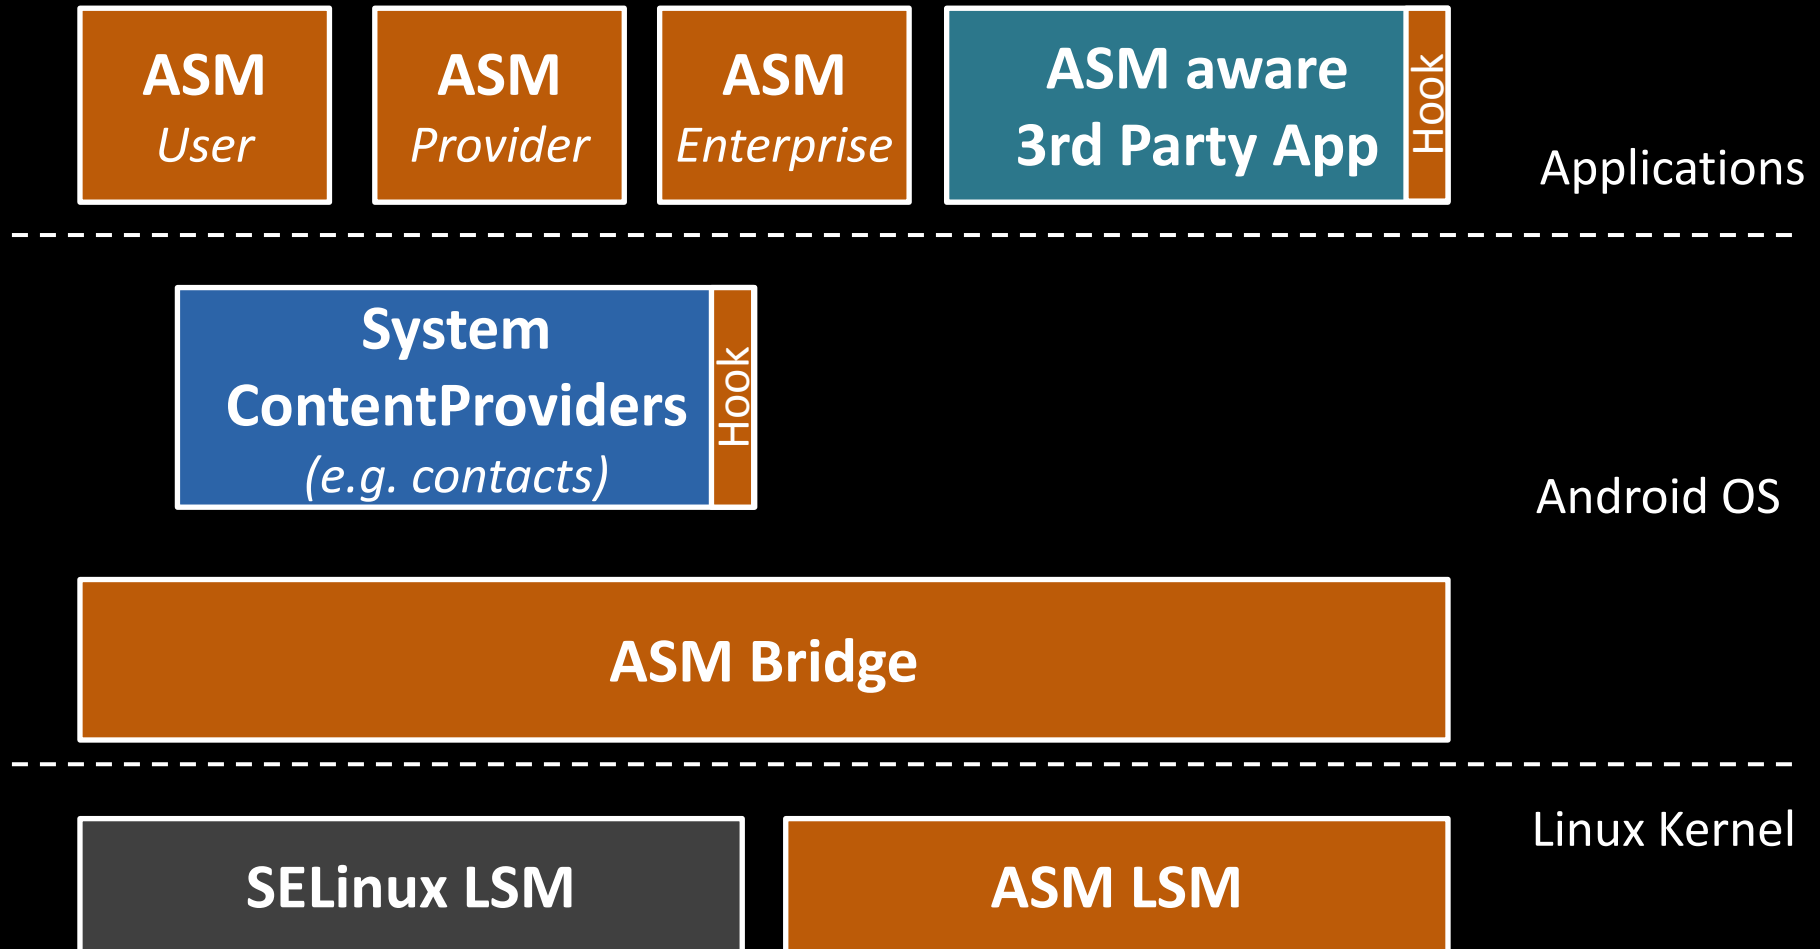 ASM
User
ASM
Provider
ASM
Enterprise
ASM aware
3rd Party App
Hook
Applications
System
ContentProviders
(e.g. contacts)
Hook
Android OS
ASM Bridge
Linux Kernel
SELinux LSM
ASM LSM